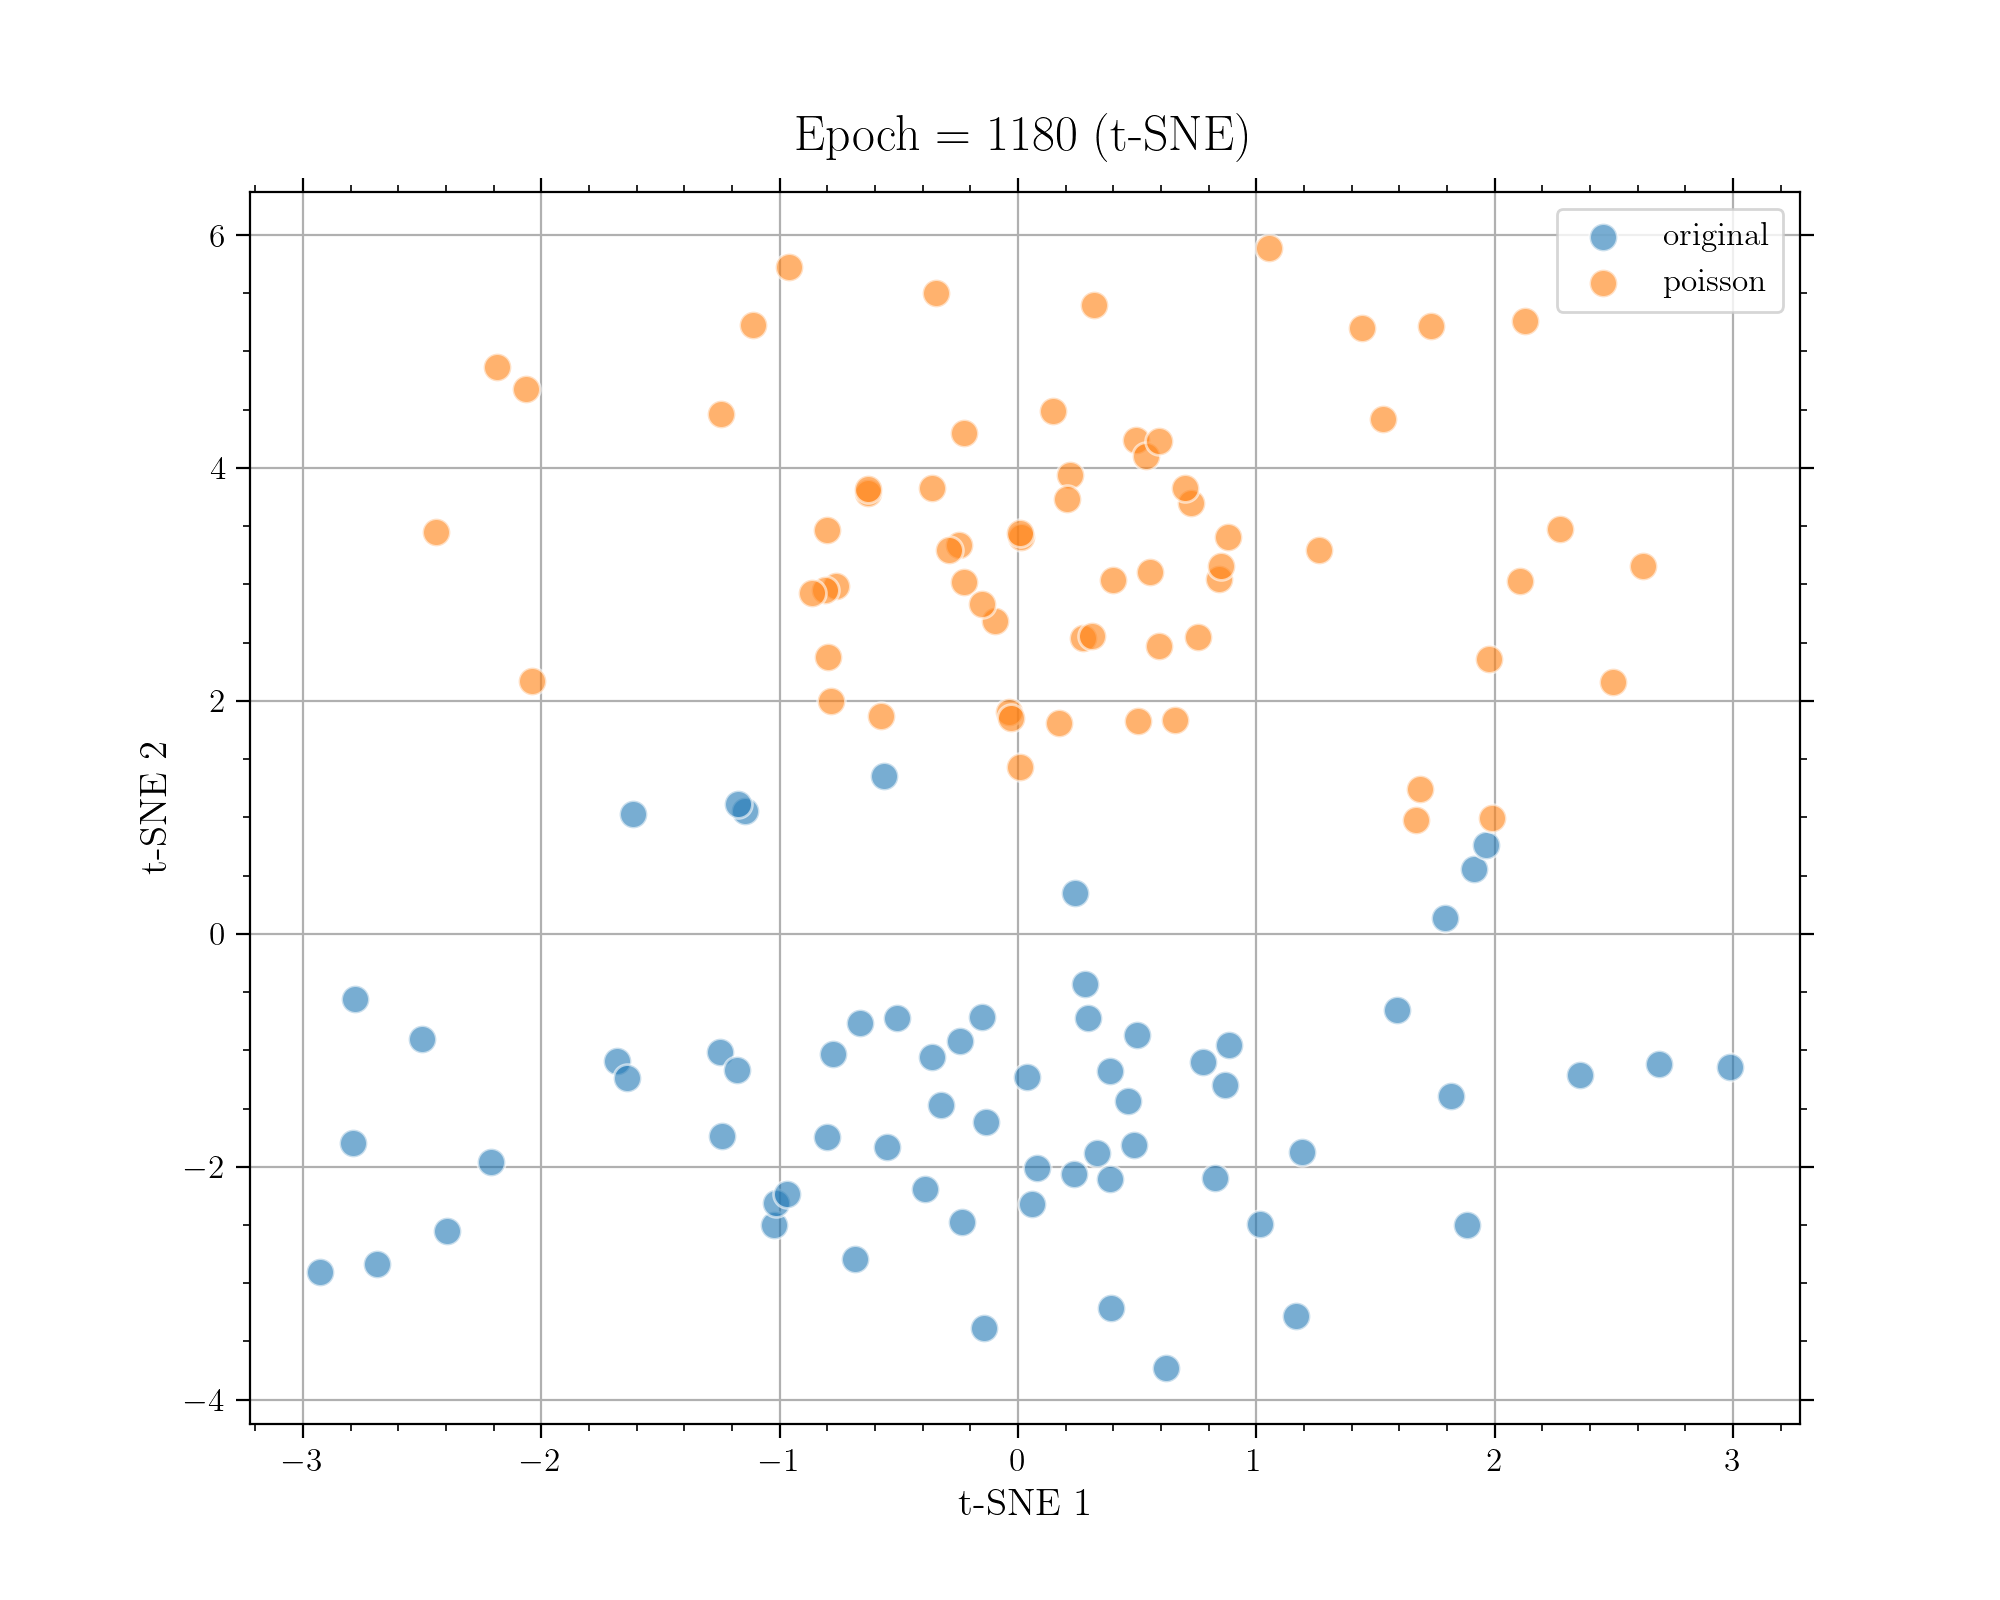 Epoch = 1180 (t-SNE)
original
poisson
6
4
2
0
−2
−4
t-SNE 2
−3 −2 −1 0 1 2 3
t-SNE 1